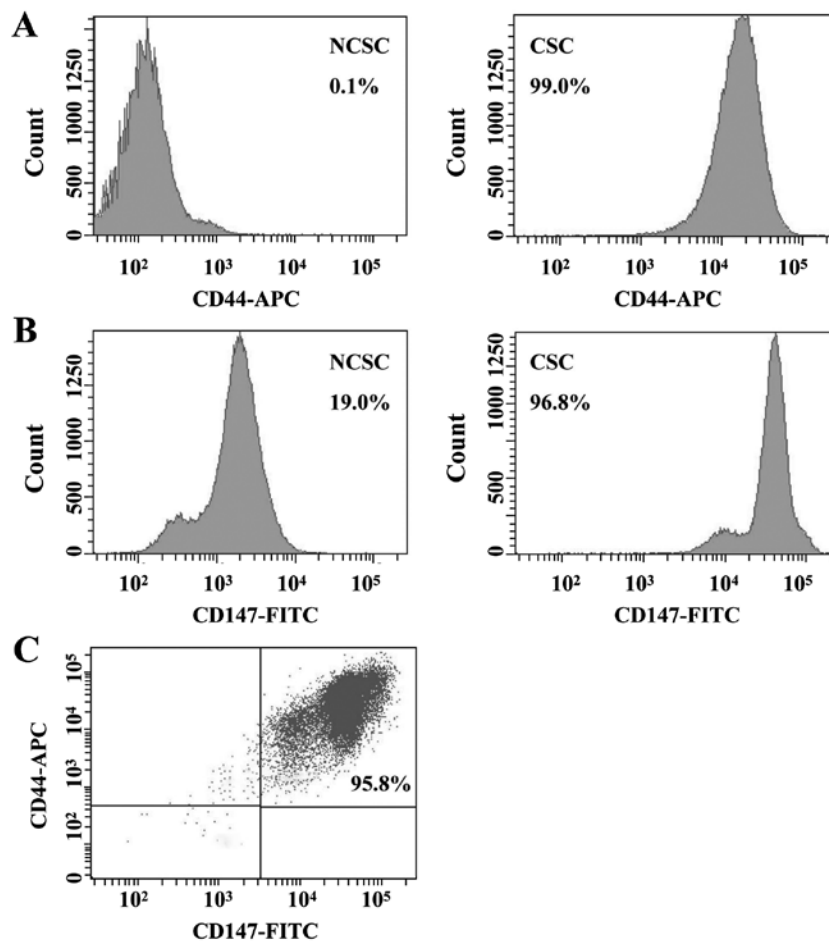 A
NCSC
0.1%
Count
0 500 1000 1250
10² 10³ 10⁴ 10⁵
CD44-APC
CSC
99.0%
Count
0 500 1000 1250
10² 10³ 10⁴ 10⁵
CD44-APC
B
NCSC
19.0%
Count
0 500 1000 1250
10² 10³ 10⁴ 10⁵
CD147-FITC
CSC
96.8%
Count
0 500 1000 1250
10² 10³ 10⁴ 10⁵
CD147-FITC
C
CD44-APC
0 10² 10³ 10⁴ 10⁵
95.8%
10² 10³ 10⁴ 10⁵
CD147-FITC